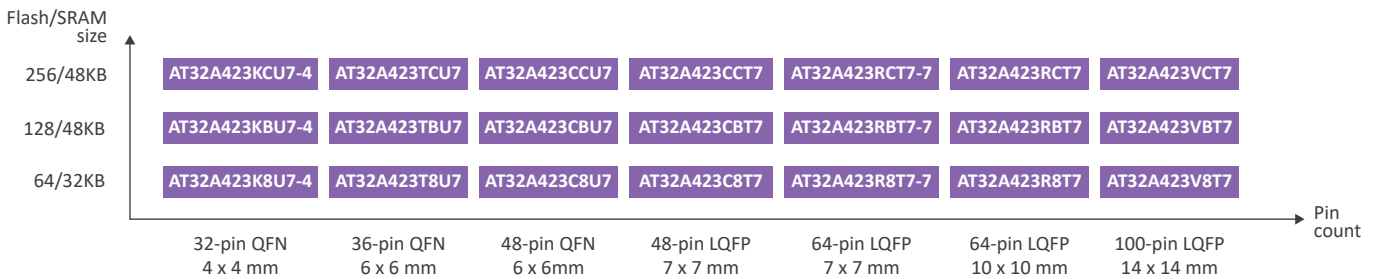 Flash/SRAM
size
256/48KB
AT32A423KCU7-4 AT32A423TCU7 AT32A423CCU7 AT32A423CCT7 AT32A423RCT7-7 AT32A423RCT7 AT32A423VCT7
128/48KB
AT32A423KBU7-4 AT32A423TBU7 AT32A423CBU7 AT32A423CBT7 AT32A423RBT7-7 AT32A423RBT7 AT32A423VBT7
64/32KB
AT32A423K8U7-4 AT32A423T8U7 AT32A423C8U7 AT32A423C8T7 AT32A423R8T7-7 AT32A423R8T7 AT32A423V8T7
Pin
count
32-pin QFN 36-pin QFN 48-pin QFN 48-pin LQFP 64-pin LQFP 64-pin LQFP 100-pin LQFP
4 x 4 mm 6 x 6 mm 6 x 6mm 7 x 7 mm 7 x 7 mm 10 x 10 mm 14 x 14 mm